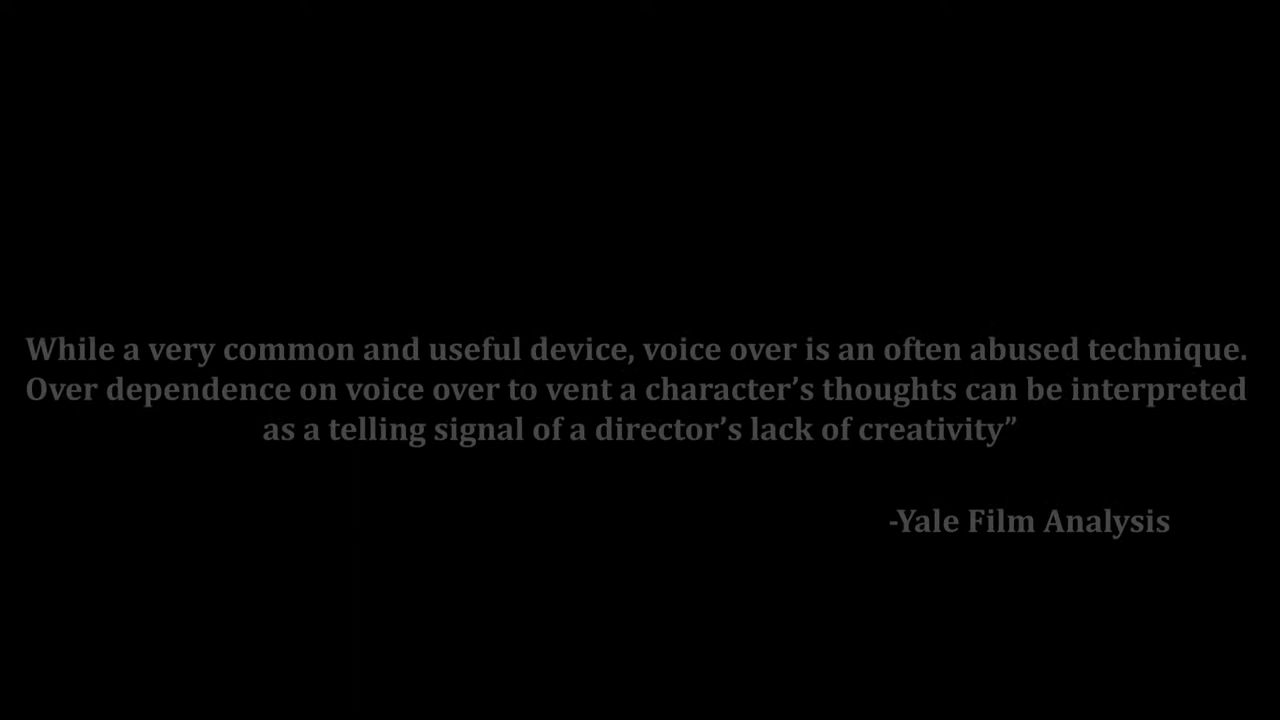 While a very common and useful device, voice over is an often abused technique.
Over dependence on voice over to vent a character’s thoughts can be interpreted
as a telling signal of a director’s lack of creativity”
-Yale Film Analysis